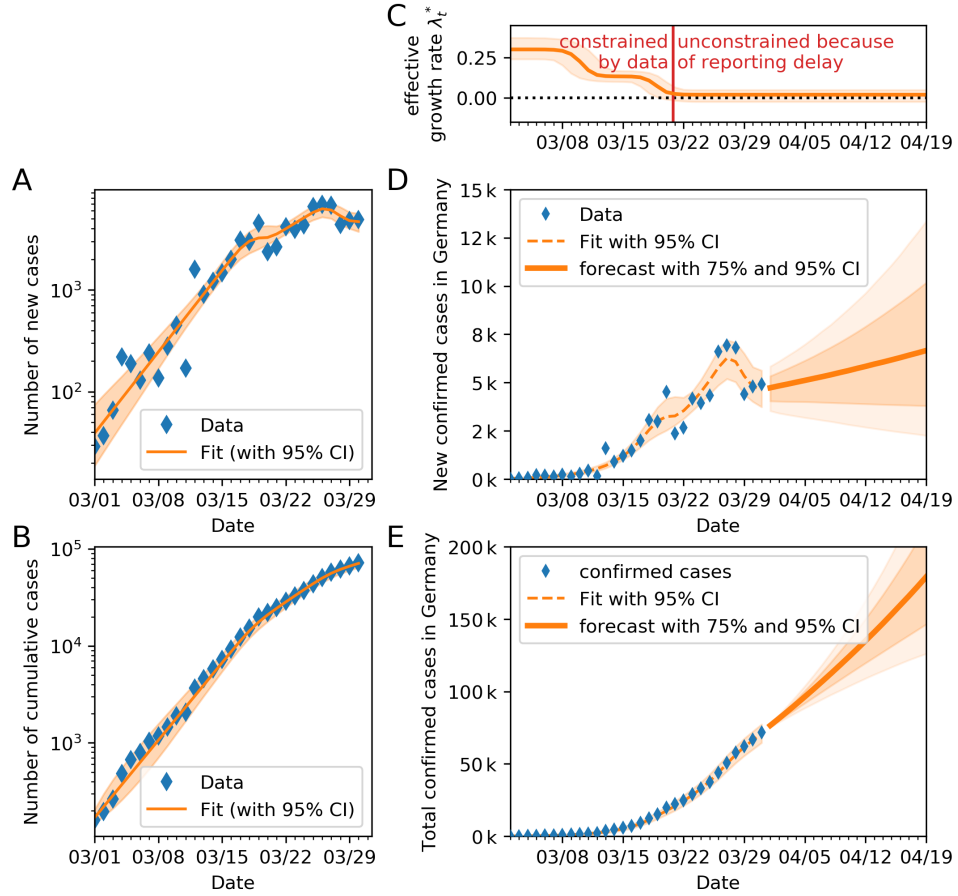 C
effective
growth rate λ*t
0.25
0.00
constrained
by data
unconstrained because
of reporting delay
03/08 03/15 03/22 03/29 04/05 04/12 04/19
A
Number of new cases
10³
10²
Data
Fit (with 95% CI)
03/01 03/08 03/15 03/22 03/29
Date
D
New confirmed cases in Germany
15 k
12 k
10 k
8 k
5 k
2 k
0 k
Data
Fit with 95% CI
forecast with 75% and 95% CI
03/08 03/15 03/22 03/29 04/05 04/12 04/19
Date
B
Number of cumulative cases
10⁵
10⁴
10³
Data
Fit (with 95% CI)
03/01 03/08 03/15 03/22 03/29
Date
E
Total confirmed cases in Germany
200 k
150 k
100 k
50 k
0 k
confirmed cases
Fit with 95% CI
forecast with 75% and 95% CI
03/08 03/15 03/22 03/29 04/05 04/12 04/19
Date